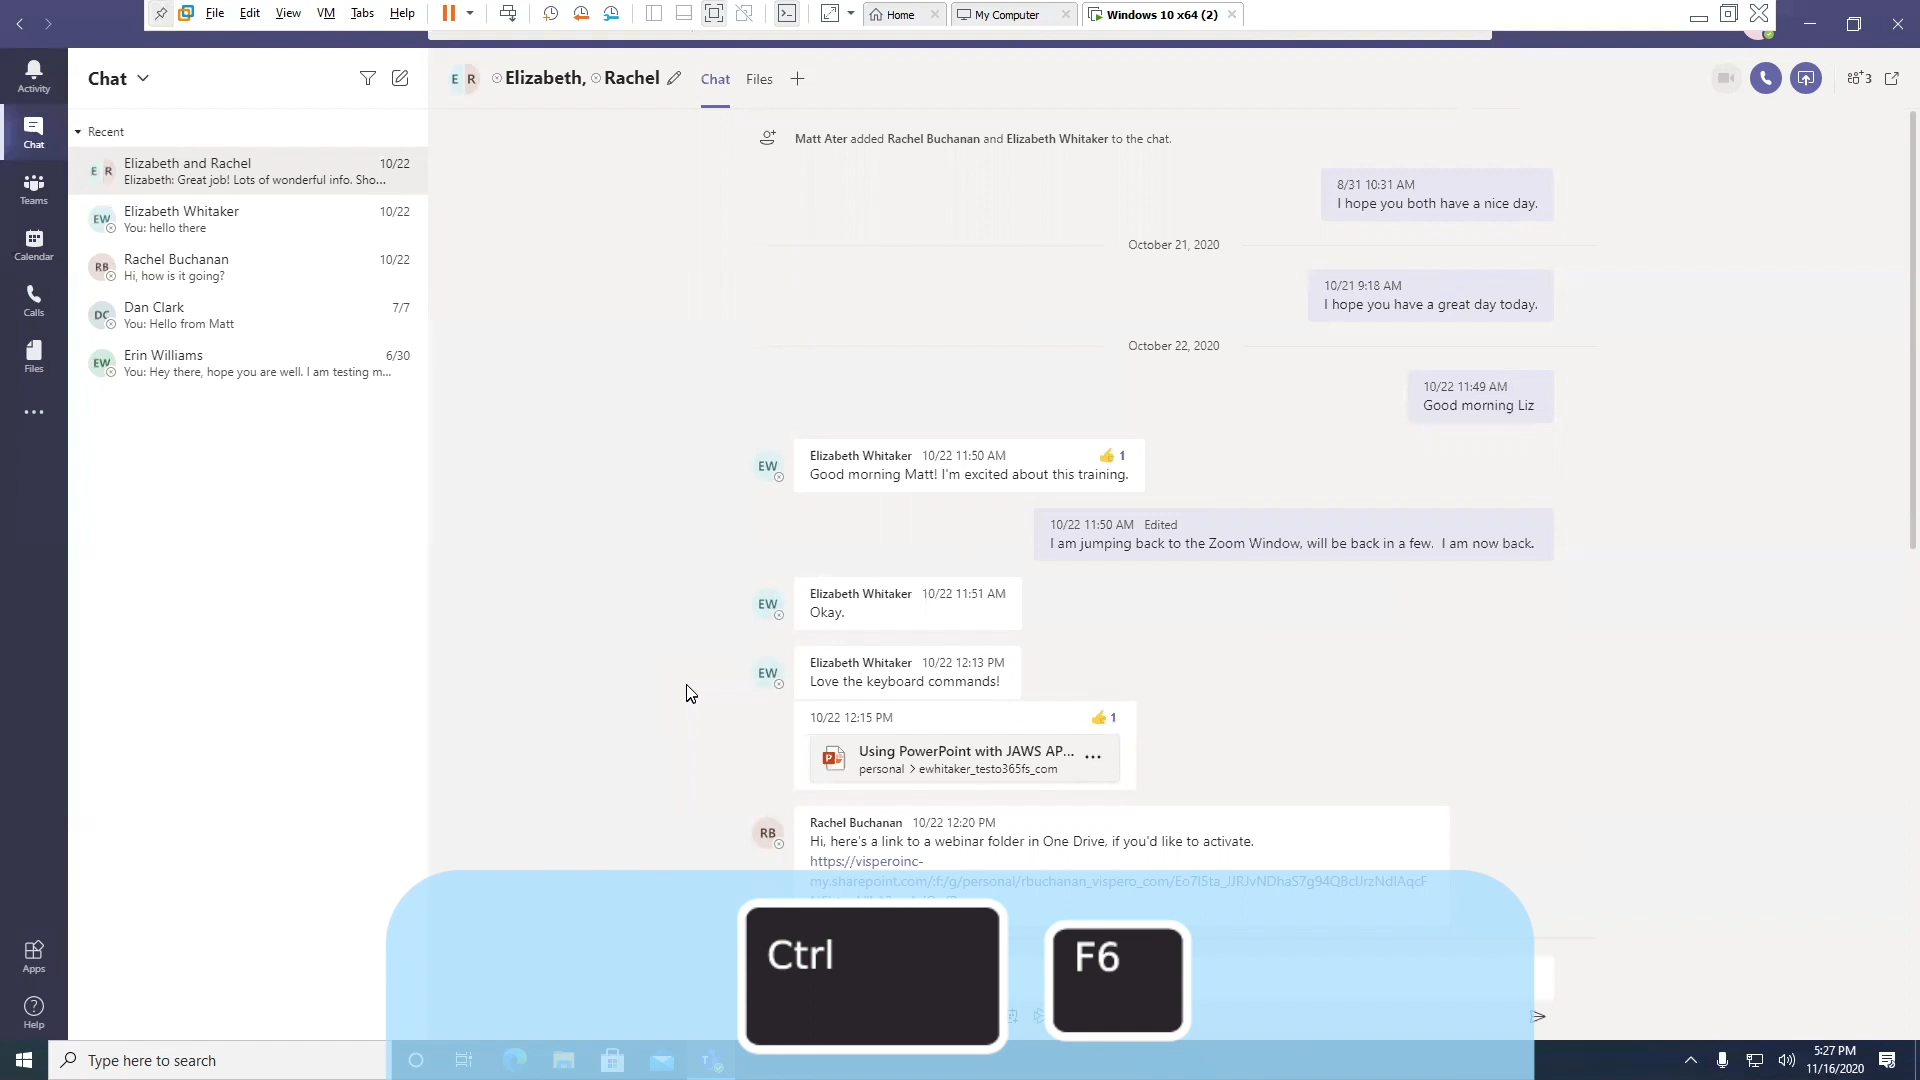 File Edit View VM Tabs Help
Home
My Computer
Windows 10 x64 (2)
Activity
Chat
Teams
Calendar
Calls
Files
Apps
Help
Chat
Recent
E R
Elizabeth and Rachel 10/22
Elizabeth: Great job! Lots of wonderful info. Sho...
EW
Elizabeth Whitaker 10/22
You: hello there
RB
Rachel Buchanan 10/22
Hi, how is it going?
DC
Dan Clark 7/7
You: Hello from Matt
EW
Erin Williams 6/30
You: Hey there, hope you are well. I am testing m...
E R
Elizabeth, Rachel
Chat Files
3
Matt Ater added Rachel Buchanan and Elizabeth Whitaker to the chat.
8/31 10:31 AM
I hope you both have a nice day.
October 21, 2020
10/21 9:18 AM
I hope you have a great day today.
October 22, 2020
10/22 11:49 AM
Good morning Liz
EW
Elizabeth Whitaker 10/22 11:50 AM 1
Good morning Matt! I'm excited about this training.
10/22 11:50 AM Edited
I am jumping back to the Zoom Window, will be back in a few. I am now back.
EW
Elizabeth Whitaker 10/22 11:51 AM
Okay.
EW
Elizabeth Whitaker 10/22 12:13 PM
Love the keyboard commands!
10/22 12:15 PM 1
Using PowerPoint with JAWS AP...
personal > ewhitaker_testo365fs_com
RB
Rachel Buchanan 10/22 12:20 PM
Hi, here's a link to a webinar folder in One Drive, if you'd like to activate.
https://visperoinc-
Ctrl
F6
Type here to search
5:27 PM
11/16/2020